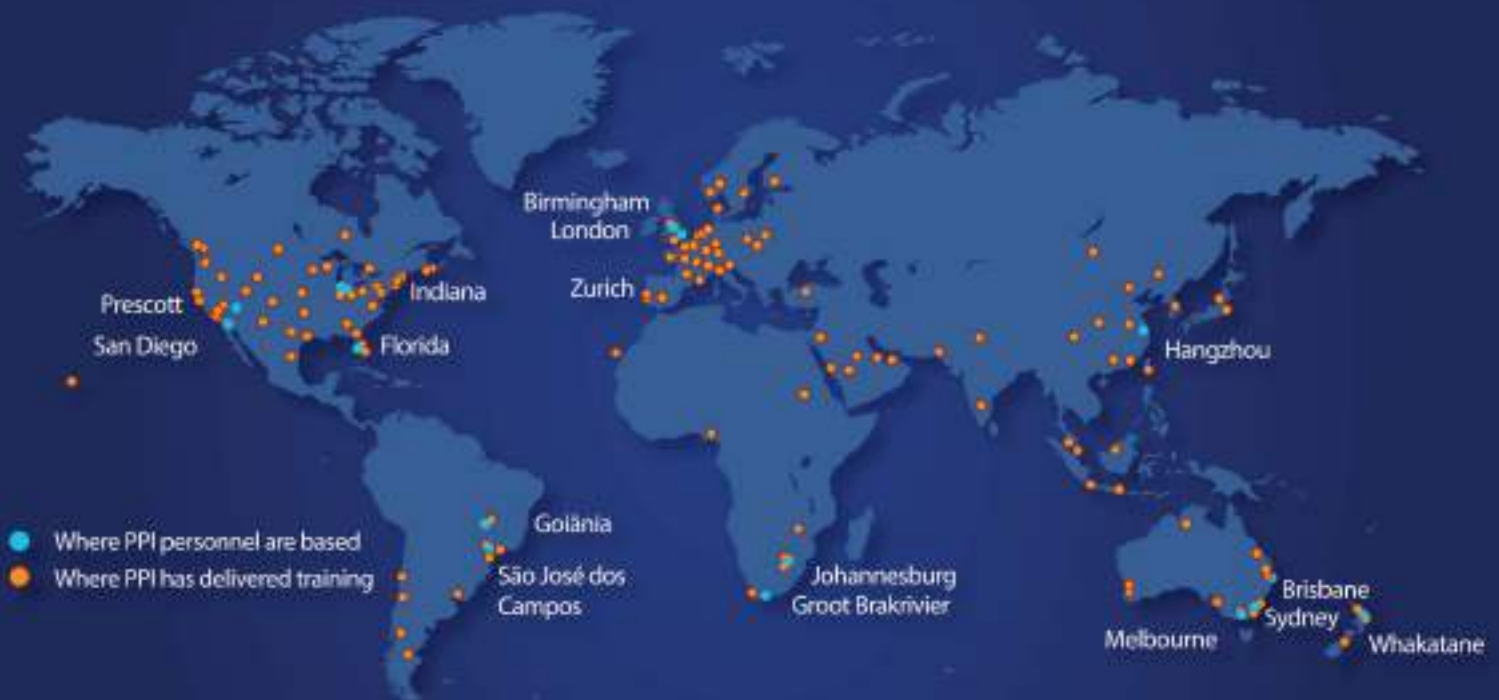 Birmingham
London
Zurich
Prescott
San Diego
Indiana
Florida
Hangzhou
Goiânia
São José dos
Campos
Johannesburg
Groot Brakrivier
Brisbane
Sydney
Melbourne
Whakatane
Where PPI personnel are based
Where PPI has delivered training